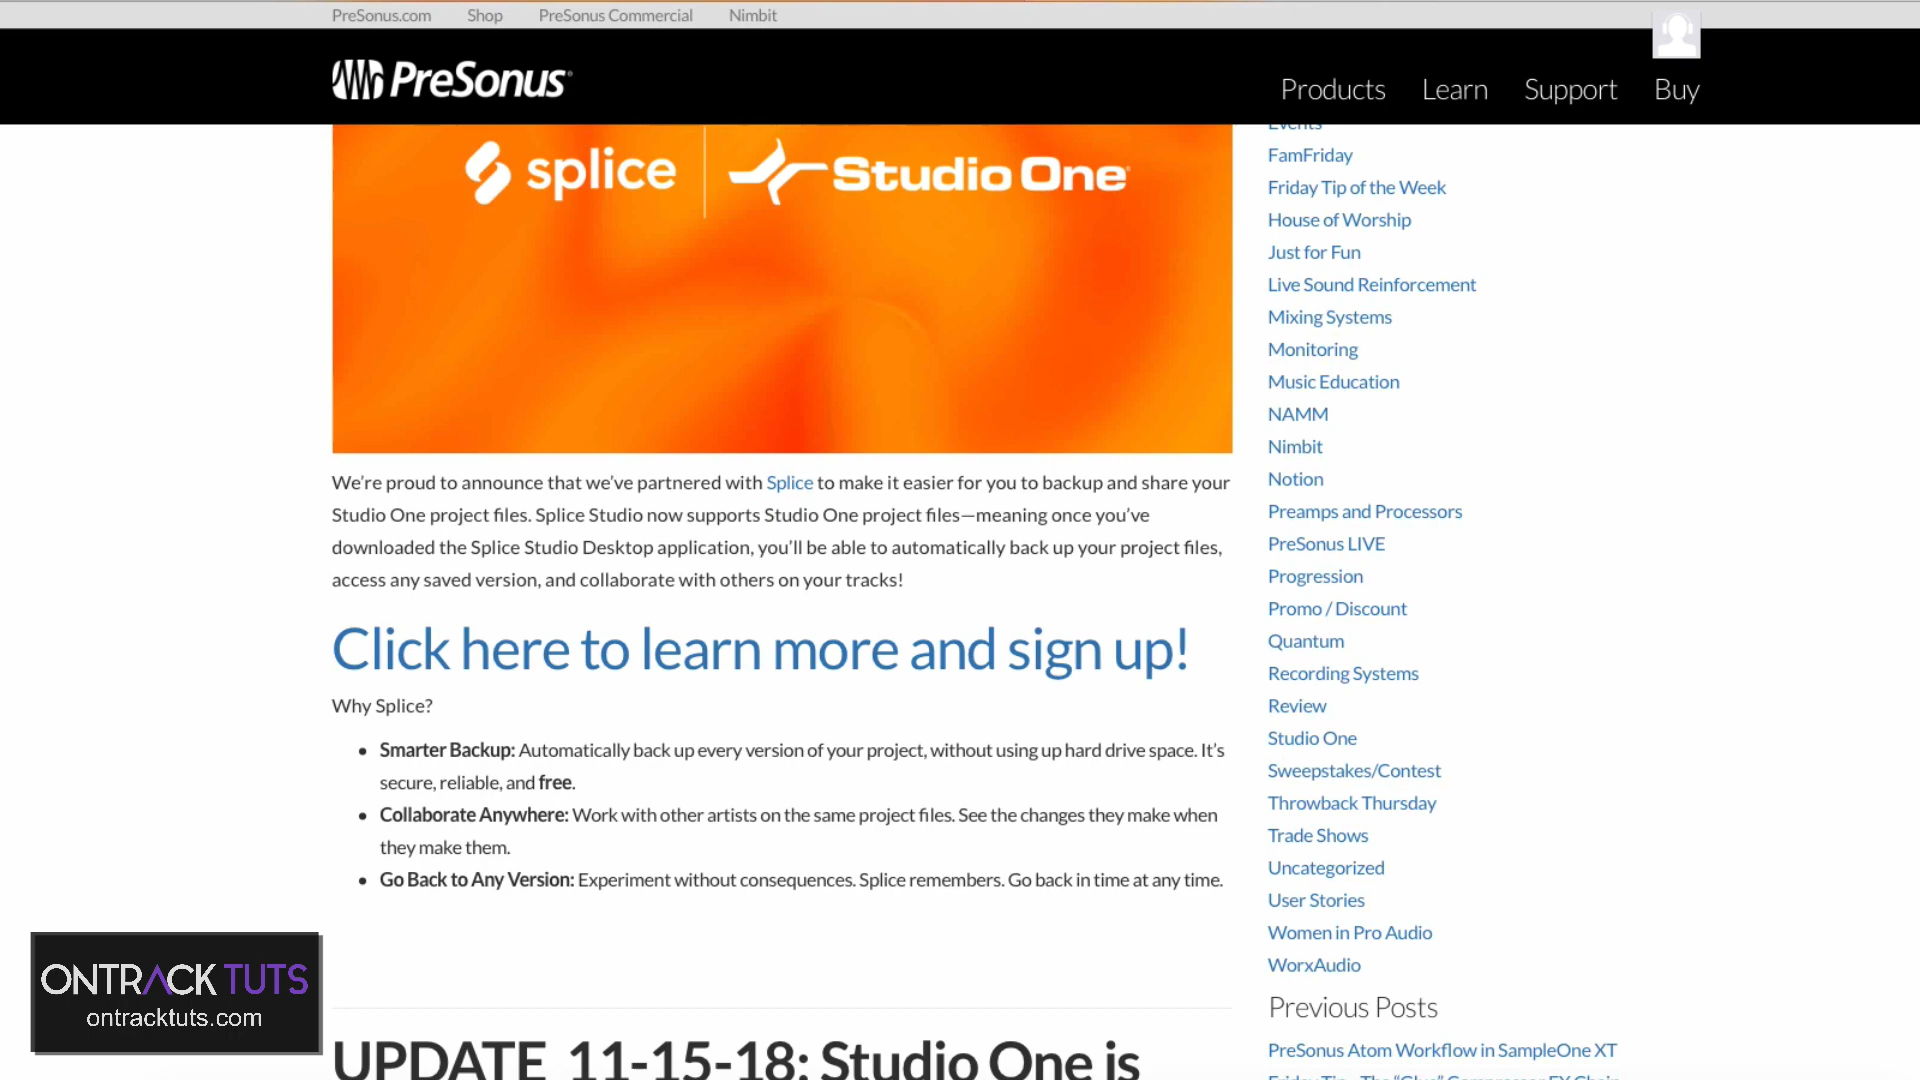 PreSonus.com Shop PreSonus Commercial Nimbit
PreSonus
Products Learn Support Buy
splice Studio One
We're proud to announce that we've partnered with Splice to make it easier for you to backup and share your
Studio One project files. Splice Studio now supports Studio One project files—meaning once you've
downloaded the Splice Studio Desktop application, you'll be able to automatically back up your project files,
access any saved version, and collaborate with others on your tracks!
Click here to learn more and sign up!
Why Splice?
• Smarter Backup: Automatically back up every version of your project, without using up hard drive space. It's
secure, reliable, and free.
• Collaborate Anywhere: Work with other artists on the same project files. See the changes they make when
they make them.
• Go Back to Any Version: Experiment without consequences. Splice remembers. Go back in time at any time.
UPDATE 11-15-18: Studio One is
Events
FamFriday
Friday Tip of the Week
House of Worship
Just for Fun
Live Sound Reinforcement
Mixing Systems
Monitoring
Music Education
NAMM
Nimbit
Notion
Preamps and Processors
PreSonus LIVE
Progression
Promo / Discount
Quantum
Recording Systems
Review
Studio One
Sweepstakes/Contest
Throwback Thursday
Trade Shows
Uncategorized
User Stories
Women in Pro Audio
WorxAudio
Previous Posts
PreSonus Atom Workflow in SampleOne XT
Friday Tip – The "Glue" Compressor FX Chain
ONTRACK TUTS
ontracktuts.com